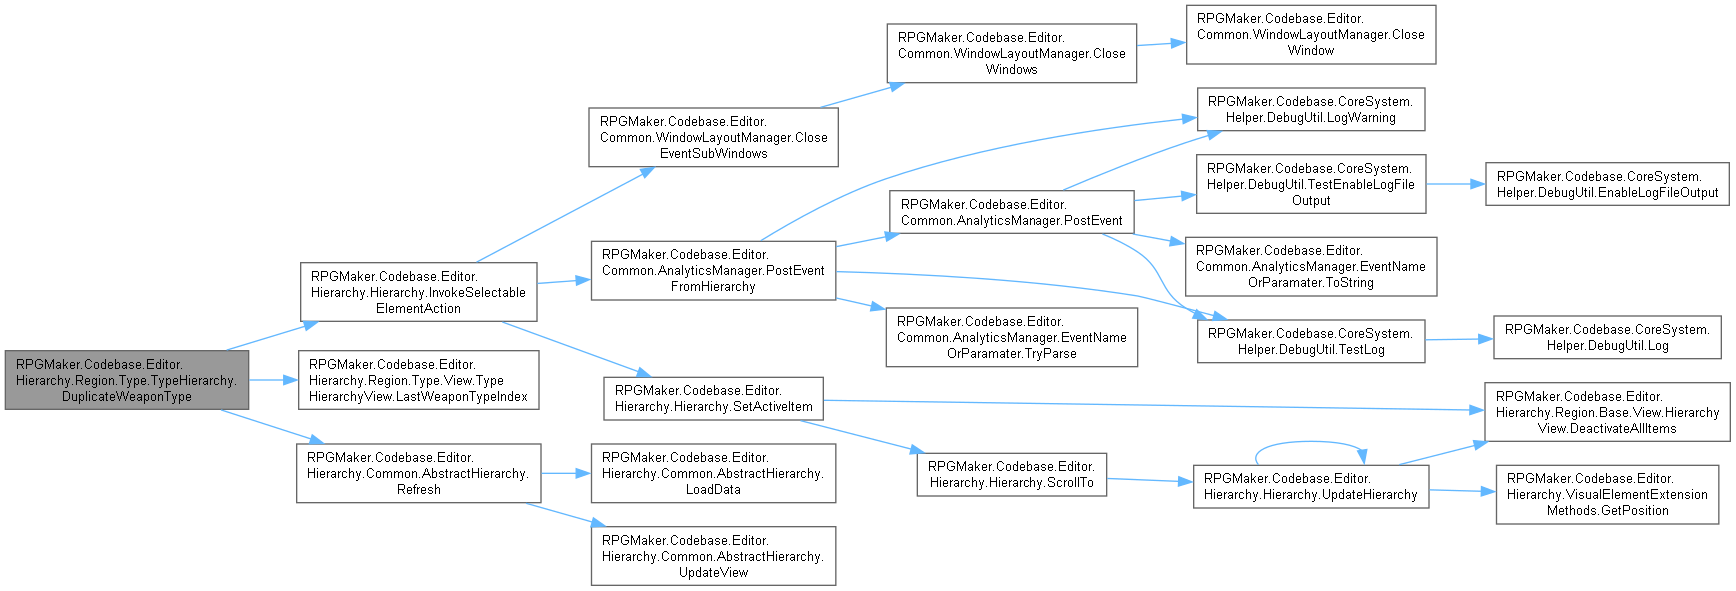 RPGMaker.Codebase.Editor.
Hierarchy.Region.Type.TypeHierarchy.
DuplicateWeaponType
RPGMaker.Codebase.Editor.
Hierarchy.Hierarchy.InvokeSelectable
ElementAction
RPGMaker.Codebase.Editor.
Hierarchy.Region.Type.View.Type
HierarchyView.LastWeaponTypeIndex
RPGMaker.Codebase.Editor.
Hierarchy.Common.AbstractHierarchy.
Refresh
RPGMaker.Codebase.Editor.
Common.WindowLayoutManager.Close
EventSubWindows
RPGMaker.Codebase.Editor.
Common.AnalyticsManager.PostEvent
FromHierarchy
RPGMaker.Codebase.Editor.
Hierarchy.Hierarchy.SetActiveItem
RPGMaker.Codebase.Editor.
Hierarchy.Common.AbstractHierarchy.
LoadData
RPGMaker.Codebase.Editor.
Hierarchy.Common.AbstractHierarchy.
UpdateView
RPGMaker.Codebase.Editor.
Common.WindowLayoutManager.Close
Windows
RPGMaker.Codebase.Editor.
Common.AnalyticsManager.PostEvent
RPGMaker.Codebase.Editor.
Common.AnalyticsManager.EventName
OrParamater.TryParse
RPGMaker.Codebase.Editor.
Hierarchy.Hierarchy.ScrollTo
RPGMaker.Codebase.Editor.
Common.WindowLayoutManager.Close
Window
RPGMaker.Codebase.CoreSystem.
Helper.DebugUtil.LogWarning
RPGMaker.Codebase.CoreSystem.
Helper.DebugUtil.TestEnableLogFile
Output
RPGMaker.Codebase.Editor.
Common.AnalyticsManager.EventName
OrParamater.ToString
RPGMaker.Codebase.CoreSystem.
Helper.DebugUtil.TestLog
RPGMaker.Codebase.Editor.
Hierarchy.Hierarchy.UpdateHierarchy
RPGMaker.Codebase.CoreSystem.
Helper.DebugUtil.EnableLogFileOutput
RPGMaker.Codebase.CoreSystem.
Helper.DebugUtil.Log
RPGMaker.Codebase.Editor.
Hierarchy.Region.Base.View.Hierarchy
View.DeactivateAllItems
RPGMaker.Codebase.Editor.
Hierarchy.VisualElementExtension
Methods.GetPosition